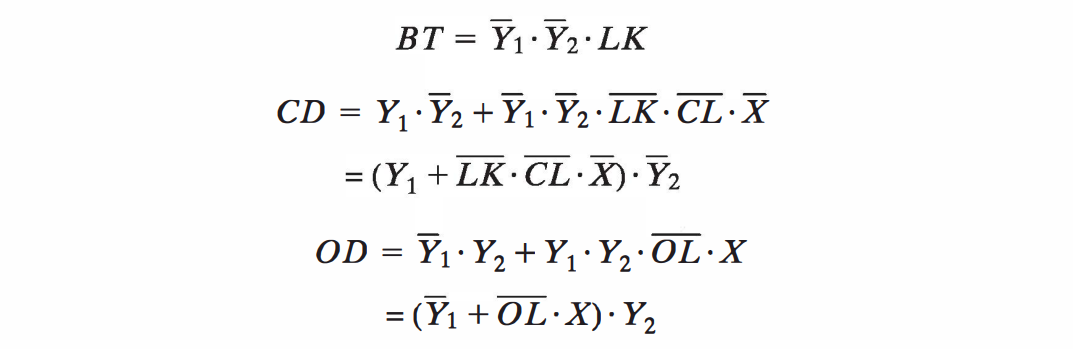 BT = Y̅₁·Y̅₂·LK
CD = Y₁·Y̅₂ + Y̅₁·Y̅₂·L̅K̅·C̅L̅·X̅
= (Y₁ + L̅K̅·C̅L̅·X̅)·Y̅₂
OD = Y̅₁·Y₂ + Y₁·Y₂·O̅L̅·X
= (Y̅₁ + O̅L̅·X)·Y₂